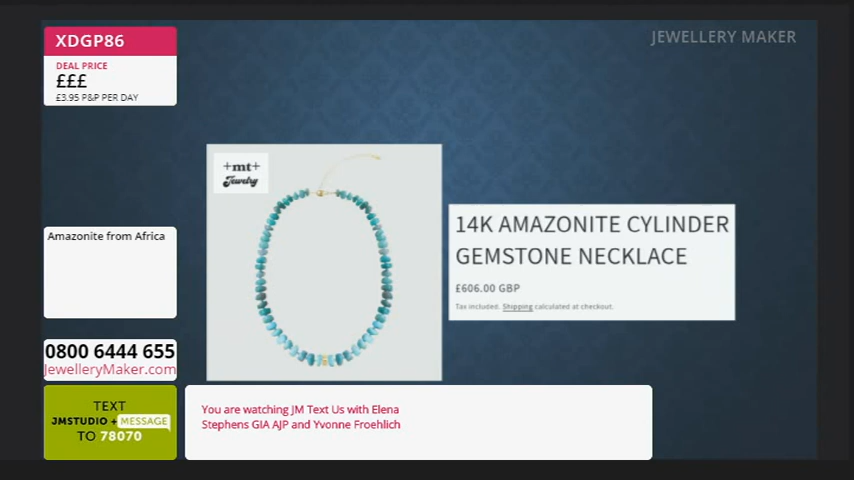 XDGP86
DEAL PRICE
£££
£3.95 P&P PER DAY
JEWELLERY MAKER
+mt+
Jewelry
14K AMAZONITE CYLINDER
GEMSTONE NECKLACE
£606.00 GBP
Tax included. Shipping calculated at checkout.
Amazonite from Africa
0800 6444 655
JewelleryMaker.com
TEXT
JMSTUDIO + MESSAGE
TO 78070
You are watching JM Text Us with Elena
Stephens GIA AJP and Yvonne Froehlich